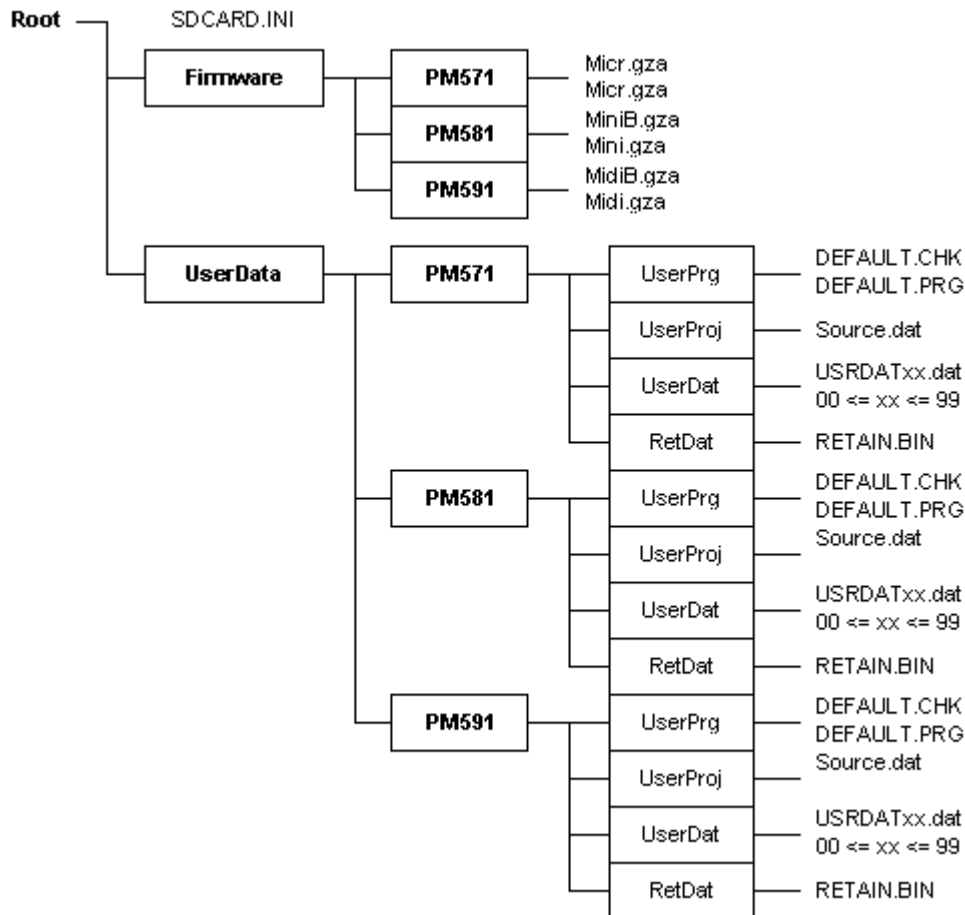 Root
SDCARD.INI
Firmware
PM571
Micr.gza
Micr.gza
PM581
MiniB.gza
Mini.gza
PM591
MidiB.gza
Midi.gza
UserData
PM571
UserPrg
DEFAULT.CHK
DEFAULT.PRG
UserProj
Source.dat
UserDat
USRDATxx.dat
00 <= xx <= 99
RetDat
RETAIN.BIN
PM581
UserPrg
DEFAULT.CHK
DEFAULT.PRG
UserProj
Source.dat
UserDat
USRDATxx.dat
00 <= xx <= 99
RetDat
RETAIN.BIN
PM591
UserPrg
DEFAULT.CHK
DEFAULT.PRG
UserProj
Source.dat
UserDat
USRDATxx.dat
00 <= xx <= 99
RetDat
RETAIN.BIN